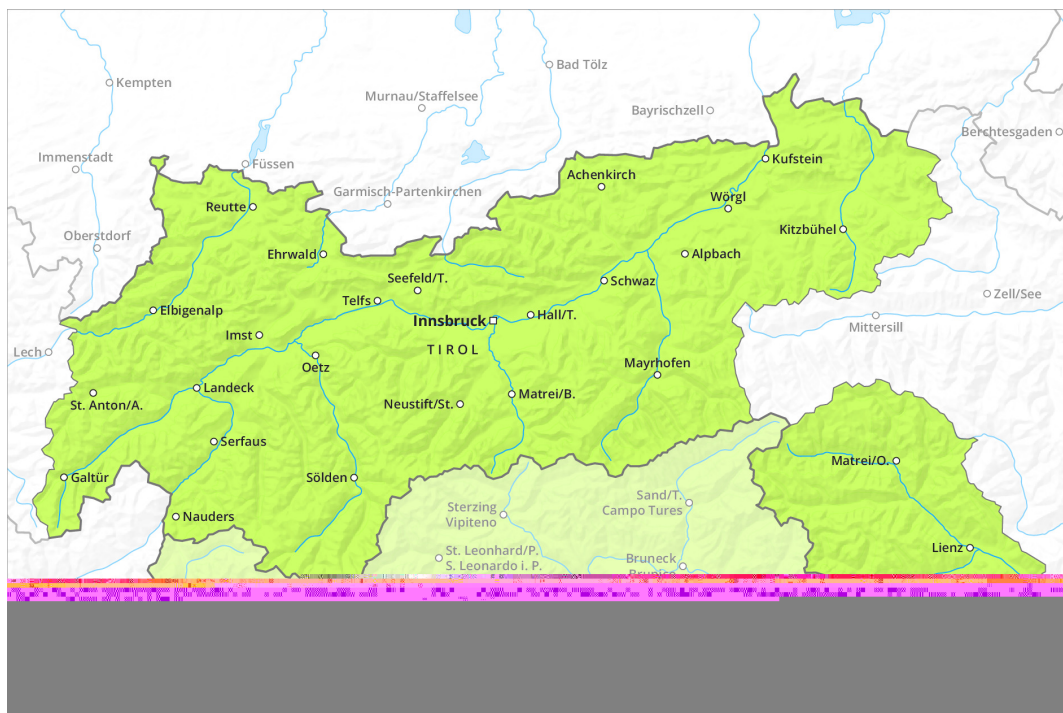 Kempten
Bad Tölz
Murnau/Staffelsee
Bayrischzell
Berchtesgaden
Immenstadt
Füssen
Kufstein
Achenkirch
Garmisch-Partenkirchen
Wörgl
Reutte
Oberstdorf
Kitzbühel
Ehrwald
Alpbach
Seefeld/T.
Schwaz
Zell/See
Telfs
Elbigenalp
Innsbruck
Hall/T.
Mittersill
Imst
TIROL
Lech
Oetz
Mayrhofen
Landeck
St. Anton/A.
Neustift/St.
Matrei/B.
Serfaus
Matrei/O.
Galtür
Sölden
Sand/T.
Campo Tures
Sterzing
Vipiteno
Nauders
Lienz
St. Leonhard/P.
S. Leonardo i. P.
Bruneck
Brunico